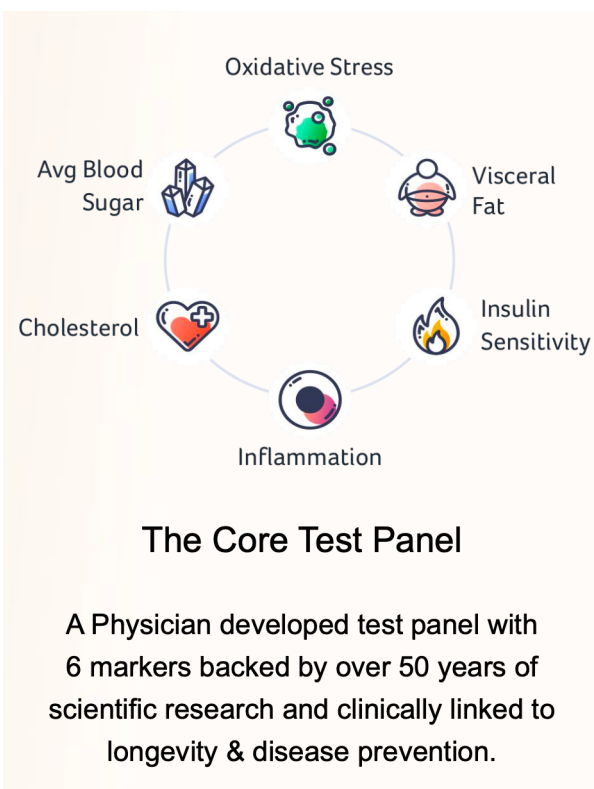 Oxidative Stress
Avg Blood
Sugar
Visceral
Fat
Cholesterol
Insulin
Sensitivity
Inflammation
The Core Test Panel
A Physician developed test panel with
6 markers backed by over 50 years of
scientific research and clinically linked to
longevity & disease prevention.